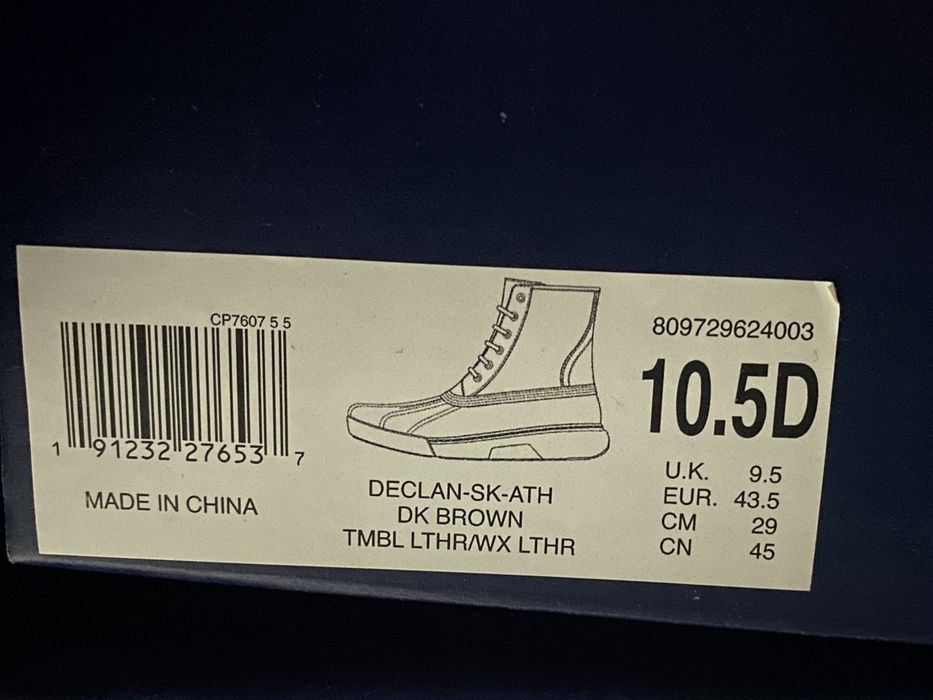 CP7607 5 5
1 91232 27653 7
MADE IN CHINA
DECLAN-SK-ATH
DK BROWN
TMBL LTHR/WX LTHR
809729624003
10.5D
U.K. 9.5
EUR. 43.5
CM 29
CN 45